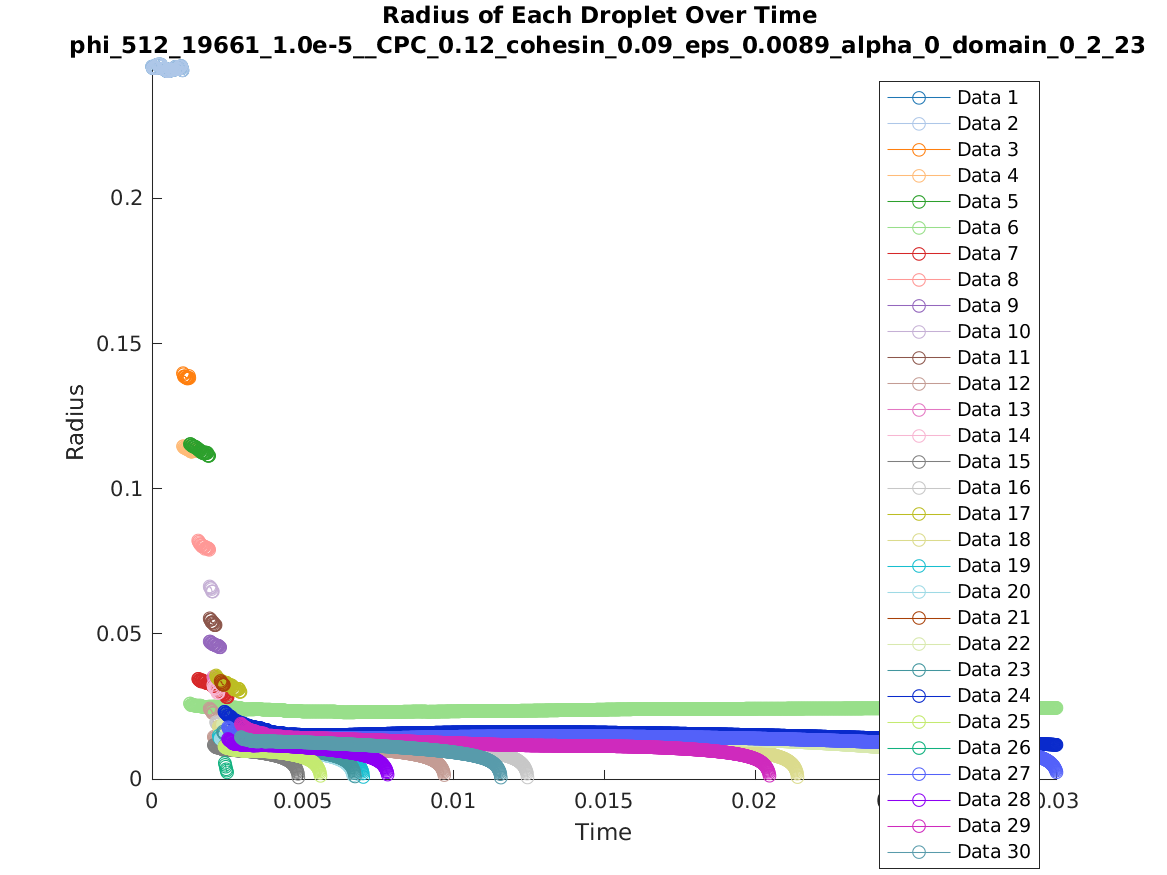 Radius of Each Droplet Over Time
phi_512_19661_1.0e-5__CPC_0.12_cohesin_0.09_eps_0.0089_alpha_0_domain_0_2_23
Radius
0.2
0.15
0.1
0.05
0
0
0.005
0.01
0.015
0.02
0.03
Time
Data 1
Data 2
Data 3
Data 4
Data 5
Data 6
Data 7
Data 8
Data 9
Data 10
Data 11
Data 12
Data 13
Data 14
Data 15
Data 16
Data 17
Data 18
Data 19
Data 20
Data 21
Data 22
Data 23
Data 24
Data 25
Data 26
Data 27
Data 28
Data 29
Data 30